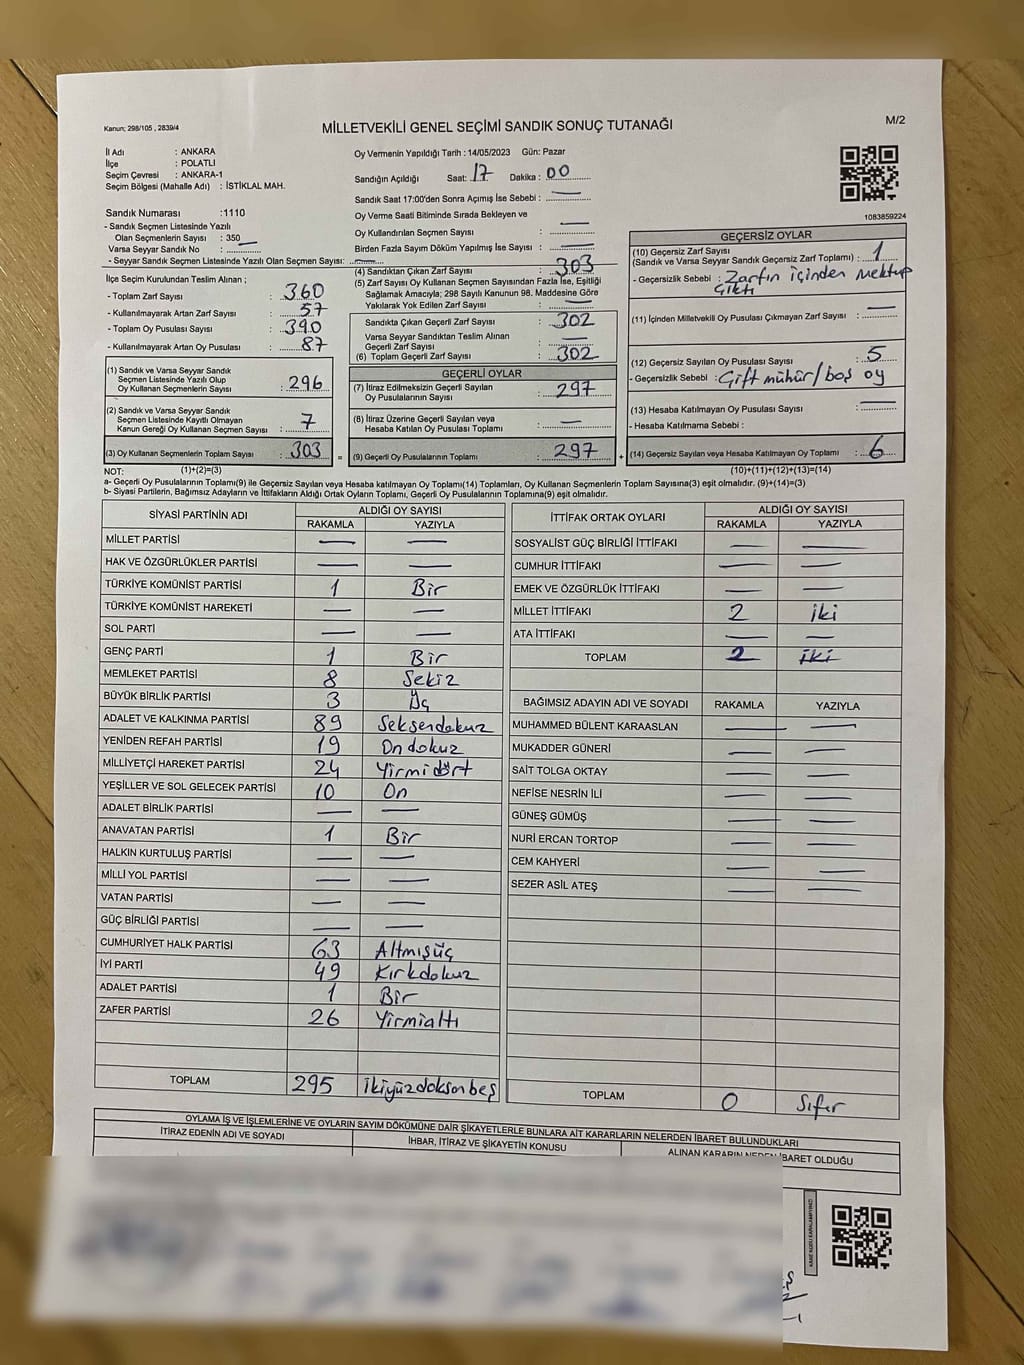 Kanun; 298/105 , 2839/4
MİLLETVEKİLİ GENEL SEÇİMİ SANDIK SONUÇ TUTANAĞI
M/2
İl Adı : ANKARA
İlçe : POLATLI
Seçim Çevresi : ANKARA-1
Seçim Bölgesi (Mahalle Adı) : İSTİKLAL MAH.
Sandık Numarası :1110
- Sandık Seçmen Listesinde Yazılı
Olan Seçmenlerin Sayısı : 350
Varsa Seyyar Sandık No :
- Seyyar Sandık Seçmen Listesinde Yazılı Olan Seçmen Sayısı:
Oy Vermenin Yapıldığı Tarih : 14/05/2023 Gün: Pazar
Sandığın Açıldığı Saat: 17 Dakika : 00
Sandık Saat 17:00'den Sonra Açımış İse Sebebi : —
Oy Verme Saati Bitiminde Sırada Bekleyen ve
Oy Kullandırılan Seçmen Sayısı : —
Birden Fazla Sayım Döküm Yapılmış İse Sayısı : —
1083859224
İlçe Seçim Kurulundan Teslim Alınan ;
- Toplam Zarf Sayısı : 360
- Kullanılmayarak Artan Zarf Sayısı : 57
- Toplam Oy Pusulası Sayısı : 390
- Kullanılmayarak Artan Oy Pusulası : 87
(1) Sandık ve Varsa Seyyar Sandık
Seçmen Listesinde Yazılı Olup
Oy Kullanan Seçmenlerin Sayısı : 296
(2) Sandık ve Varsa Seyyar Sandık
Seçmen Listesinde Kayıtlı Olmayan
Kanun Gereği Oy Kullanan Seçmen Sayısı : 7
(3) Oy Kullanan Seçmenlerin Toplam Sayısı : 303 =
(4) Sandıktan Çıkan Zarf Sayısı : 303
(5) Zarf Sayısı Oy Kullanan Seçmen Sayısından Fazla İse, Eşitliği
Sağlamak Amacıyla; 298 Sayılı Kanunun 98. Maddesine Göre
Yakılarak Yok Edilen Zarf Sayısı : —
Sandıkta Çıkan Geçerli Zarf Sayısı : 302
Varsa Seyyar Sandıktan Teslim Alınan
Geçerli Zarf Sayısı : —
(6) Toplam Geçerli Zarf Sayısı : 302
GEÇERLİ OYLAR
(7) İtiraz Edilmeksizin Geçerli Sayılan
Oy Pusulasının Sayısı : 297
(8) İtiraz Üzerine Geçerli Sayılan veya
Hesaba Katılan Oy Pusulası Toplamı : —
(9) Geçerli Oy Pusulalarının Toplamı : 297 +
GEÇERSİZ OYLAR
(10) Geçersiz Zarf Sayısı
(Sandık ve Varsa Seyyar Sandık Geçersiz Zarf Toplamı) : 1
- Geçersizlik Sebebi : Zarfın içinden mektup
çıktı
(11) İçinden Milletvekili Oy Pusulası Çıkmayan Zarf Sayısı : —
(12) Geçersiz Sayılan Oy Pusulası Sayısı : 5
- Geçersizlik Sebebi : Çift mühür/boş oy
(13) Hesaba Katılmayan Oy Pusulası Sayısı : —
- Hesaba Katılmama Sebebi :
(14) Geçersiz Sayılan veya Hesaba Katılmayan Oy Toplamı : 6
NOT: (1)+(2)=(3) (10)+(11)+(12)+(13)=(14)
a- Geçerli Oy Pusulalarının Toplamı(9) ile Geçersiz Sayılan veya Hesaba katılmayan Oy Toplamı(14) Toplamları, Oy Kullanan Seçmenlerin Toplam Sayısına(3) eşit olmalıdır. (9)+(14)=(3)
b- Siyasi Partilerin, Bağımsız Adayların ve İttifakların Aldığı Ortak Oyların Toplamı, Geçerli Oy Pusulalarının Toplamına(9) eşit olmalıdır.
SİYASİ PARTİNİN ADI ALDIĞI OY SAYISI
RAKAMLA YAZIYLA
MİLLET PARTİSİ — —
HAK VE ÖZGÜRLÜKLER PARTİSİ — —
TÜRKİYE KOMÜNİST PARTİSİ 1 Bir
TÜRKİYE KOMÜNİST HAREKETİ — —
SOL PARTİ — —
GENÇ PARTİ 1 Bir
MEMLEKET PARTİSİ 8 Sekiz
BÜYÜK BİRLİK PARTİSİ 3 Üç
ADALET VE KALKINMA PARTİSİ 89 Seksendokuz
YENİDEN REFAH PARTİSİ 19 Ondokuz
MİLLİYETÇİ HAREKET PARTİSİ 24 Yirmidört
YEŞİLLER VE SOL GELECEK PARTİSİ 10 On
ADALET BİRLİK PARTİSİ — —
ANAVATAN PARTİSİ 1 Bir
HALKIN KURTULUŞ PARTİSİ — —
MİLLİ YOL PARTİSİ — —
VATAN PARTİSİ — —
GÜÇ BİRLİĞİ PARTİSİ — —
CUMHURİYET HALK PARTİSİ 63 Altmışüç
İYİ PARTİ 49 Kırkdokuz
ADALET PARTİSİ 1 Bir
ZAFER PARTİSİ 26 Yirmialtı
TOPLAM 295 ikiyüzdoksanbeş
İTTİFAK ORTAK OYLARI ALDIĞI OY SAYISI
RAKAMLA YAZIYLA
SOSYALİST GÜÇ BİRLİĞİ İTTİFAKI — —
CUMHUR İTTİFAKI — —
EMEK VE ÖZGÜRLÜK İTTİFAKI — —
MİLLET İTTİFAKI 2 iki
ATA İTTİFAKI — —
TOPLAM 2 iki
BAĞIMSIZ ADAYIN ADI VE SOYADI RAKAMLA YAZIYLA
MUHAMMED BÜLENT KARAASLAN — —
MUKADDER GÜNERİ — —
SAİT TOLGA OKTAY — —
NEFİSE NESRİN İLİ — —
GÜNEŞ GÜMÜŞ — —
NURİ ERCAN TORTOP — —
CEM KAHYERİ — —
SEZER ASİL ATEŞ — —
TOPLAM 0 Sıfır
OYLAMA İŞ VE İŞLEMLERİNE VE OYLARIN SAYIM DÖKÜMÜNE DAİR ŞİKAYETLERLE BUNLARA AİT KARARLARIN NELERDEN İBARET BULUNDUKLARI
İTİRAZ EDENİN ADI VE SOYADI İHBAR, İTİRAZ VE ŞİKAYETİN KONUSU ALINAN KARARIN NEDEN İBARET OLDUĞU